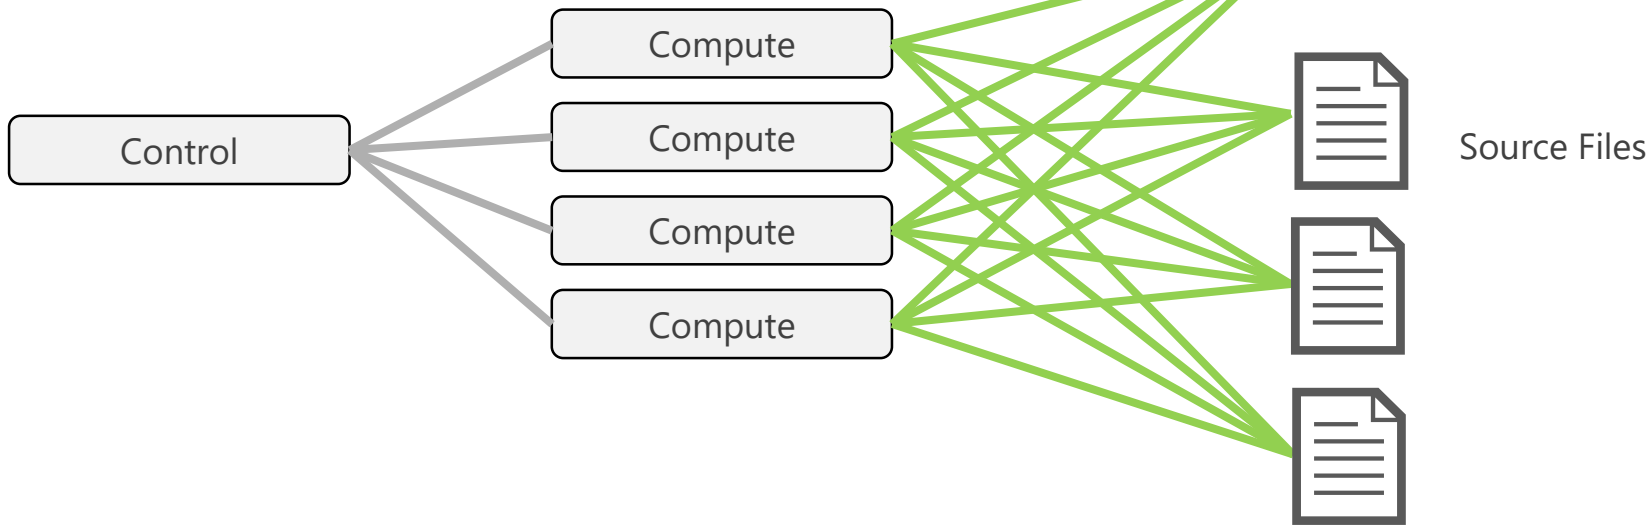 Compute
Compute
Control
Source Files
Compute
Compute